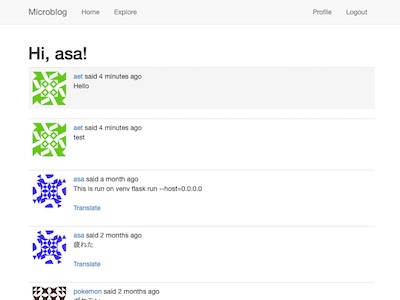 Microblog Home Explore Profile Logout
Hi, asa!
aet said 4 minutes ago
Hello
aet said 4 minutes ago
test
asa said a month ago
This is run on venv flask run --host=0.0.0.0
Translate
asa said 2 months ago
疲れた
Translate
pokemon said 2 months ago